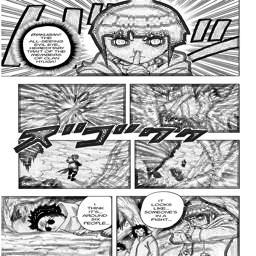 BYAKUGAN!
THE
ALL-SEEING
EVIL EYE,
HEREDITARY
TRAIT OF THE
MEMBERS
OF CLAN
HYUGA!
I
THINK
IT'S...
AROUND
SIX
PEOPLE...
IT
LOOKS
LIKE...
SOMEONE'S
IN A
FIGHT...